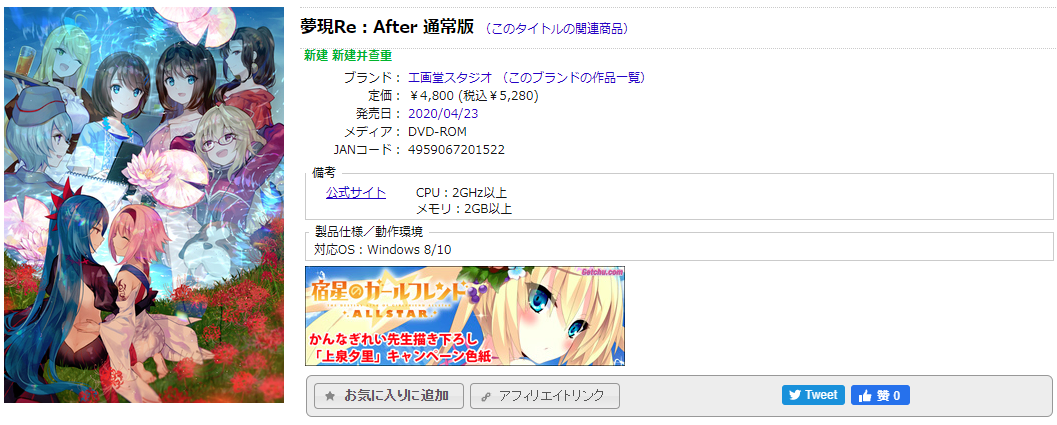 夢現Re：After 通常版 （このタイトルの関連商品）
新建 新建井查重
ブランド： 工画堂スタジオ （このブランドの作品一覧）
定価： ￥4,800 (税込￥5,280)
発売日： 2020/04/23
メディア： DVD-ROM
JANコード： 4959067201522
備考
公式サイト CPU：2GHz以上
メモリ：2GB以上
製品仕様／動作環境
対応OS：Windows 8/10
Getchu.com
宿星のガールフレンド
ALLSTAR
かんなぎれい先生描き下ろし
「上泉夕里」キャンペーン色紙
お気に入りに追加 アフィリエイトリンク Tweet 贊 0